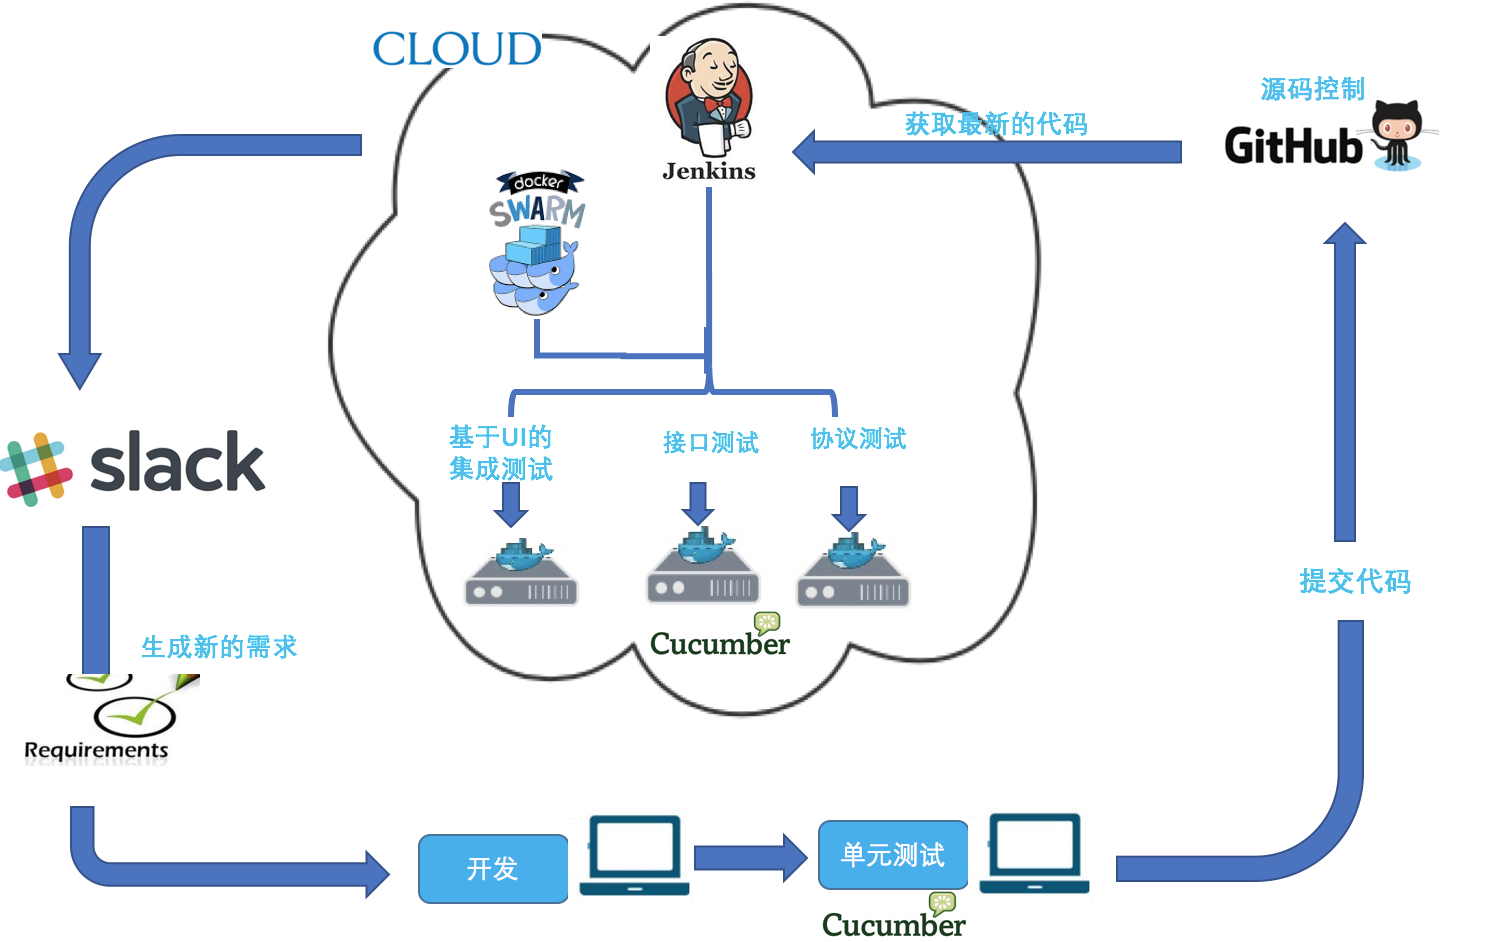 CLOUD
源码控制
获取最新的代码
GitHub
Jenkins
docker
SWARM
基于UI的
集成测试
接口测试
协议测试
slack
Cucumber
生成新的需求
Requirements
提交代码
开发
单元测试
Cucumber